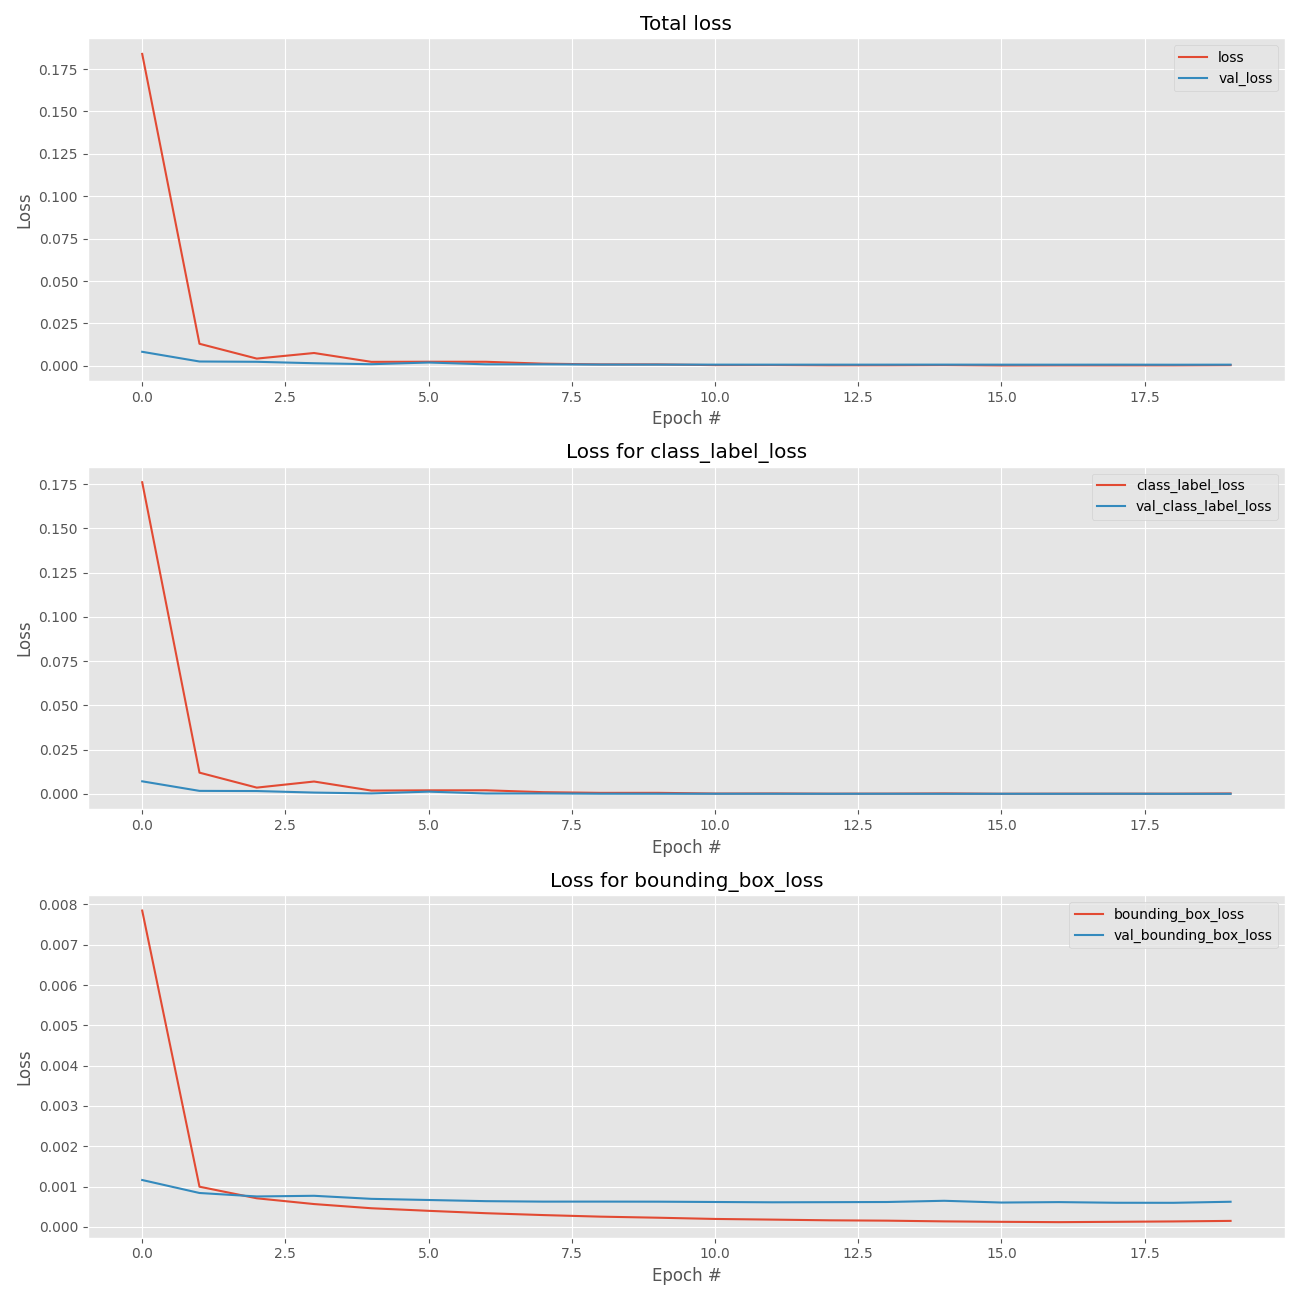 Total loss
loss
val_loss
0.175
0.150
0.125
0.100
0.075
0.050
0.025
0.000
Loss
0.0 2.5 5.0 7.5 10.0 12.5 15.0 17.5
Epoch #
Loss for class_label_loss
class_label_loss
val_class_label_loss
0.175
0.150
0.125
0.100
0.075
0.050
0.025
0.000
Loss
0.0 2.5 5.0 7.5 10.0 12.5 15.0 17.5
Epoch #
Loss for bounding_box_loss
bounding_box_loss
val_bounding_box_loss
0.008
0.007
0.006
0.005
0.004
0.003
0.002
0.001
0.000
Loss
0.0 2.5 5.0 7.5 10.0 12.5 15.0 17.5
Epoch #